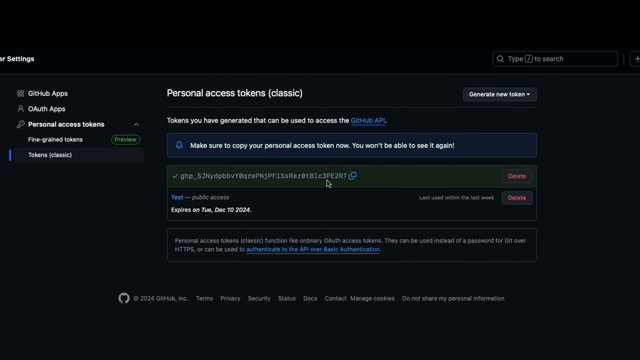 er Settings
Type / to search
GitHub Apps
OAuth Apps
Personal access tokens
Fine-grained tokens Preview
Tokens (classic)
Personal access tokens (classic)
Generate new token
Tokens you have generated that can be used to access the GitHub API.
Make sure to copy your personal access token now. You won't be able to see it again!
Delete
Test — public access
Last used within the last week
Delete
Expires on Tue, Dec 10 2024.
Personal access tokens (classic) function like ordinary OAuth access tokens. They can be used instead of a password for Git over
HTTPS, or can be used to authenticate to the API over Basic Authentication.
© 2024 GitHub, Inc. Terms Privacy Security Status Docs Contact Manage cookies Do not share my personal information